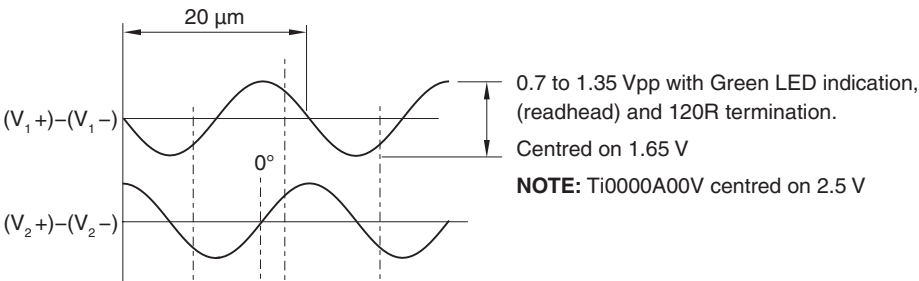 20 µm
0.7 to 1.35 Vpp with Green LED indication,
(readhead) and 120R termination.
(V₁+)−(V₁−)
Centred on 1.65 V
0°
NOTE: Ti0000A00V centred on 2.5 V
(V₂+)−(V₂−)